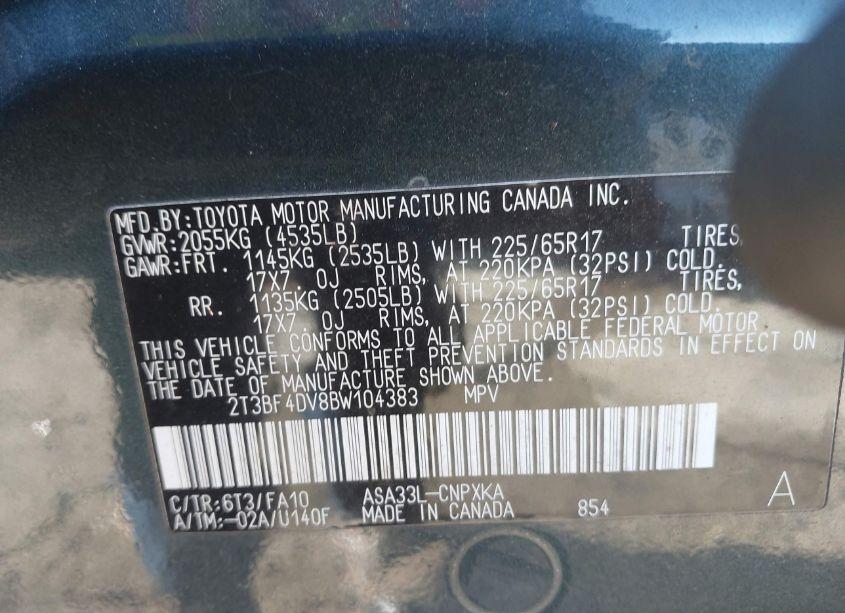 MFD.BY:TOYOTA MOTOR MANUFACTURING CANADA INC.
GVWR:2055KG (4535LB)
GAWR:FRT. 1145KG (2535LB) WITH 225/65R17 TIRES,
17X7.0J RIMS, AT 220KPA (32PSI) COLD.
RR. 1135KG (2505LB) WITH 225/65R17 TIRES,
17X7.0J RIMS, AT 220KPA (32PSI) COLD.
THIS VEHICLE CONFORMS TO ALL APPLICABLE FEDERAL MOTOR
VEHICLE SAFETY AND THEFT PREVENTION STANDARDS IN EFFECT ON
THE DATE OF MANUFACTURE SHOWN ABOVE.
2T3BF4DV8BW104383 MPV
C/TR:6T3/FA10 ASA33L-CNPXKA
A/TM:-02A/U140F MADE IN CANADA 854 A